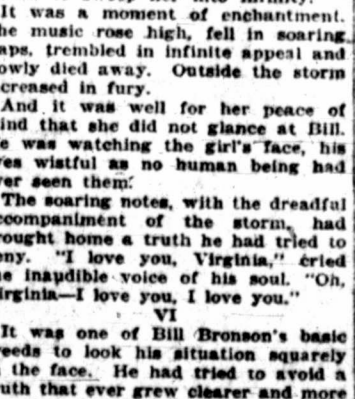 It was a moment of enchantment.
he music rose high, fell in soaring
aps, trembled in infinite appeal and
owly died away. Outside the storm
creased in fury.
And it was well for her peace of
ind that she did not glance at Bill.
e was watching the girl's face, his
es wistful as no human being had
er seen them.
The soaring notes, with the dreadful
ccompaniment of the storm, had
rought home a truth he had tried to
eny. "I love you, Virginia," cried
he inaudible voice of his soul. "Oh,
irginia—I love you, I love you."
VI
It was one of Bill Bronson's basic
eeds to look his situation squarely
the face. He had tried to avoid a
uth that ever grew clearer and more